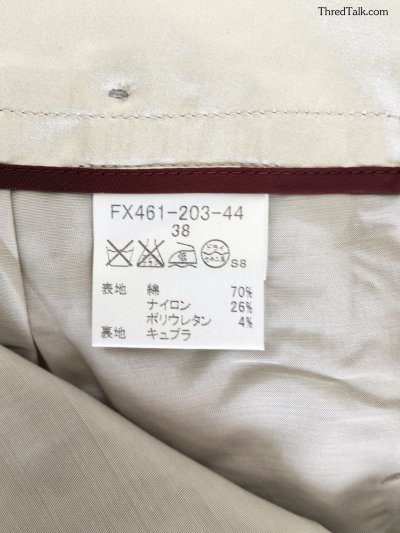 ThredTalk.com
FX461-203-44
38
S8
表地 綿 70%
ナイロン 26%
ポリウレタン 4%
裏地 キュプラ